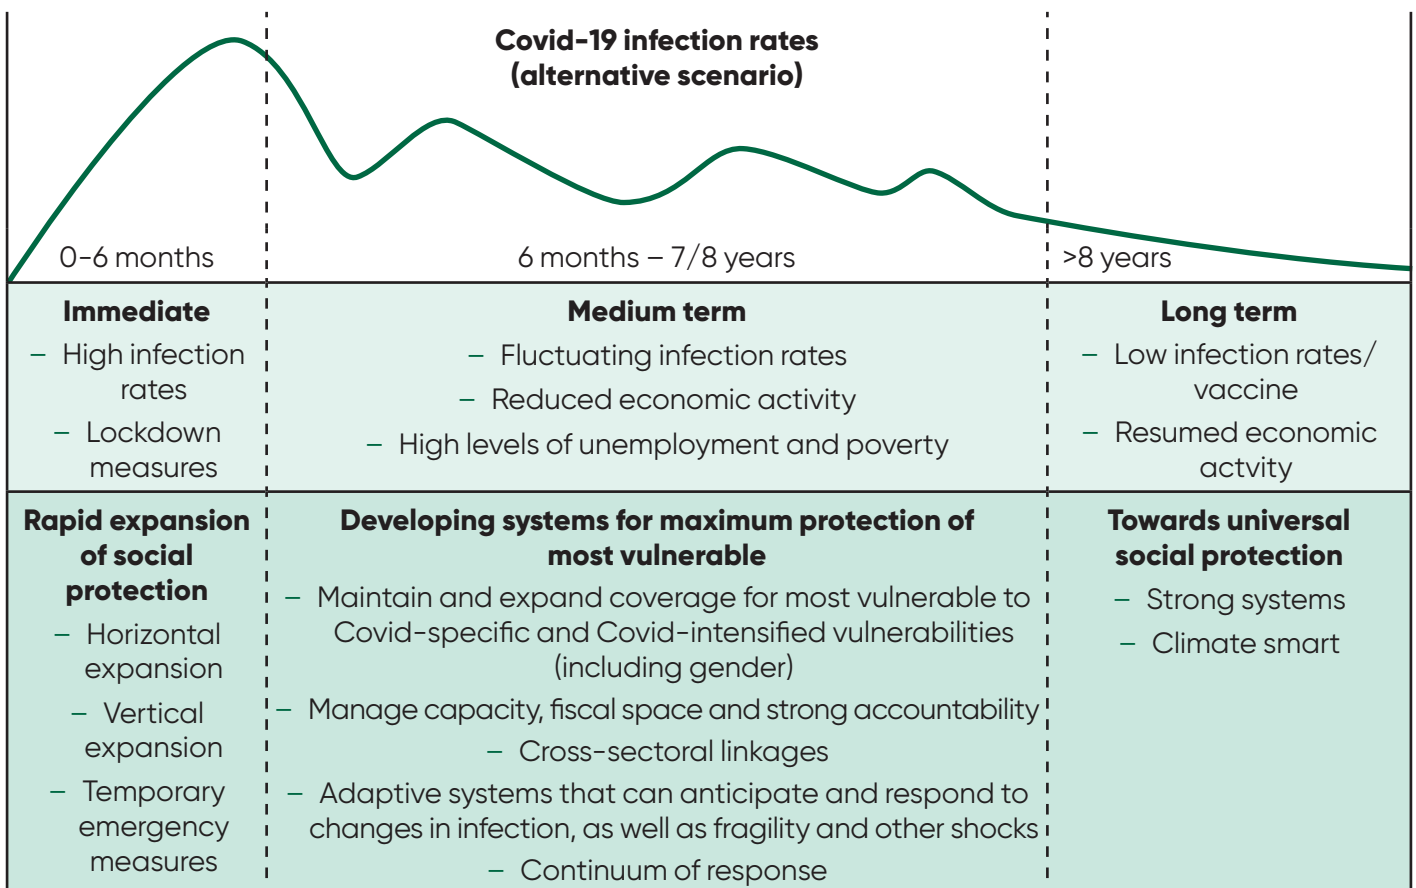 Covid-19 infection rates
(alternative scenario)
0-6 months
6 months – 7/8 years
>8 years
Immediate
– High infection
rates
– Lockdown
measures
Medium term
– Fluctuating infection rates
– Reduced economic activity
– High levels of unemployment and poverty
Long term
– Low infection rates/
vaccine
– Resumed economic
actvity
Rapid expansion
of social
protection
– Horizontal
expansion
– Vertical
expansion
– Temporary
emergency
measures
Developing systems for maximum protection of
most vulnerable
– Maintain and expand coverage for most vulnerable to
Covid-specific and Covid-intensified vulnerabilities
(including gender)
– Manage capacity, fiscal space and strong accountability
– Cross-sectoral linkages
– Adaptive systems that can anticipate and respond to
changes in infection, as well as fragility and other shocks
– Continuum of response
Towards universal
social protection
– Strong systems
– Climate smart